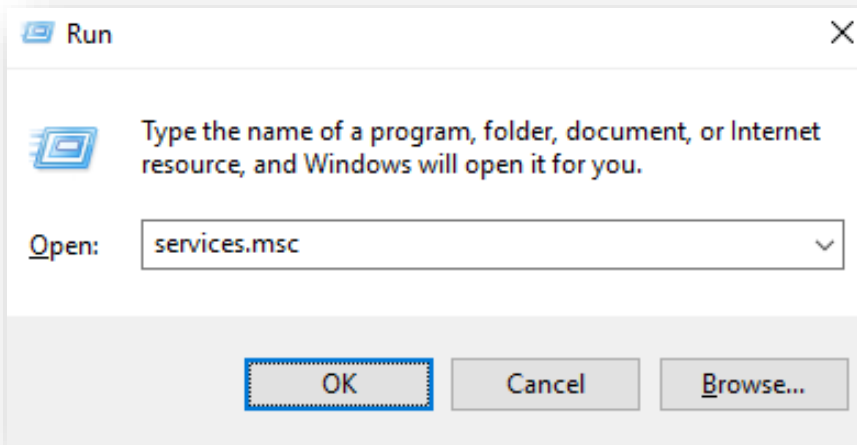 Run
Type the name of a program, folder, document, or Internet
resource, and Windows will open it for you.
Open: services.msc
OK Cancel Browse...